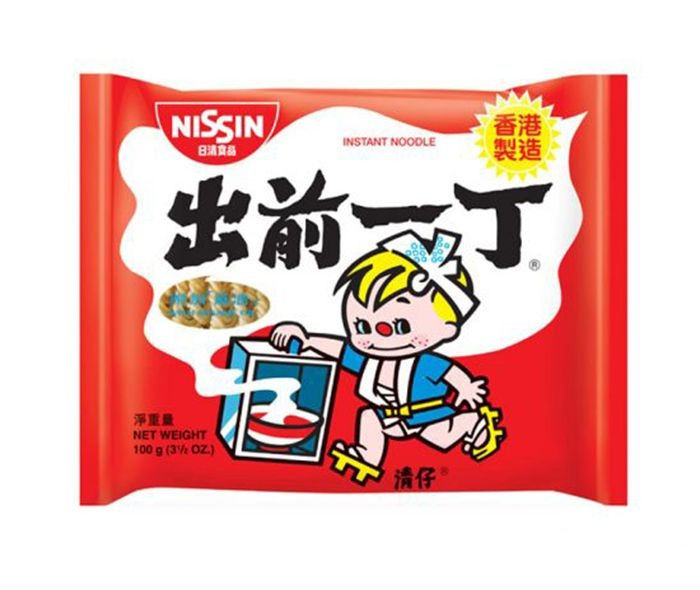 NISSIN
日清食品
INSTANT NOODLE
香港
製造
出前一丁
®
淨重量
NET WEIGHT
100 g (3½ OZ.)
清仔®